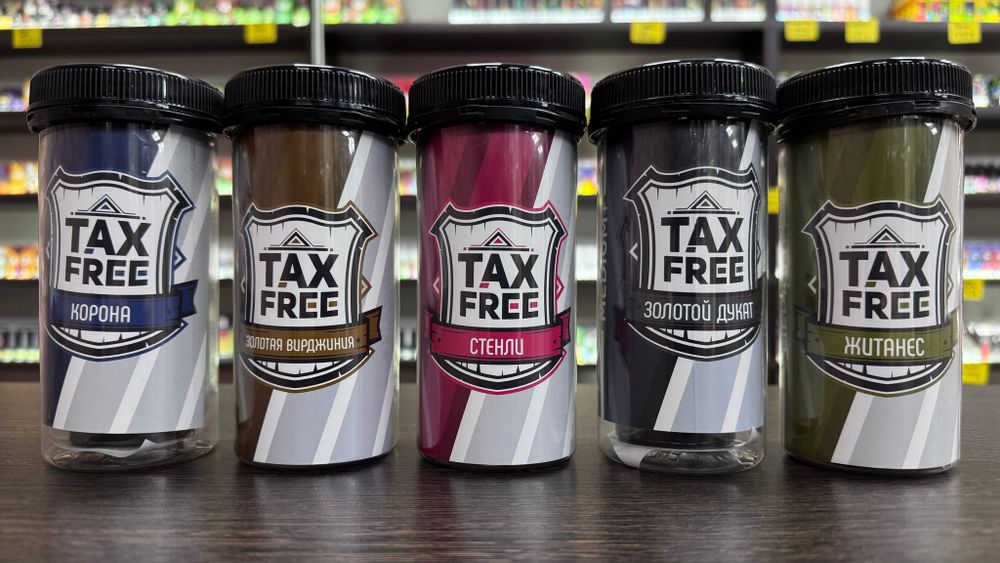 TAX
FREE
КОРОНА
TAX
FREE
ЗОЛОТАЯ ВИРДЖИНИЯ
TAX
FREE
СТЕНЛИ
TAX
FREE
ЗОЛОТОЙ ДУКАТ
TAX
FREE
ЖИТАНЕС